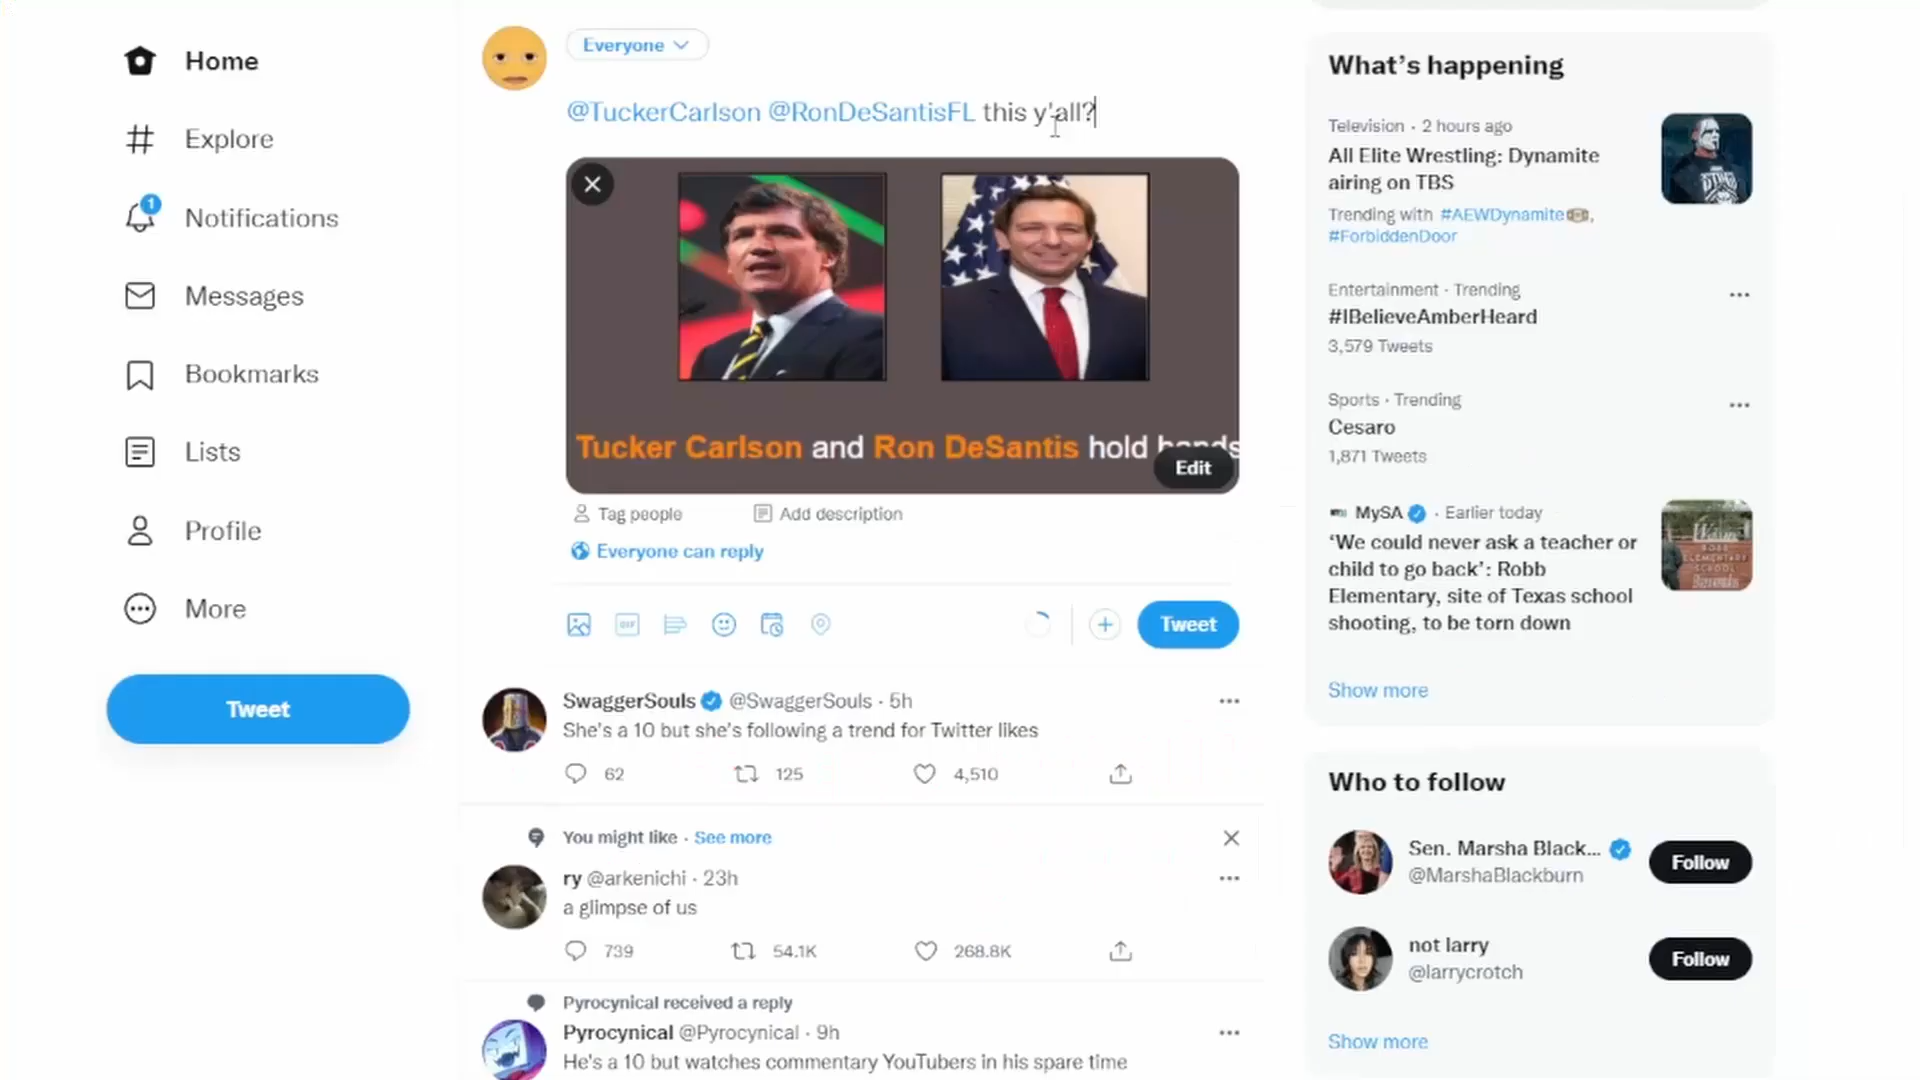 Home
Explore
1
Notifications
Messages
Bookmarks
Lists
Profile
More
Tweet
Everyone
@TuckerCarlson @RonDeSantisFL this y'all?
Tucker Carlson and Ron DeSantis hold hands
Edit
Tag people
Add description
Everyone can reply
GIF
Tweet
SwaggerSouls @SwaggerSouls · 5h
She's a 10 but she's following a trend for Twitter likes
62 125 4,510
You might like · See more
ry @arkenichi · 23h
a glimpse of us
739 54.1K 268.8K
Pyrocynical received a reply
Pyrocynical @Pyrocynical · 9h
He's a 10 but watches commentary YouTubers in his spare time
What's happening
Television · 2 hours ago
All Elite Wrestling: Dynamite
airing on TBS
Trending with #AEWDynamite,
#ForbiddenDoor
Entertainment · Trending
#IBelieveAmberHeard
3,579 Tweets
Sports · Trending
Cesaro
1,871 Tweets
MySA · Earlier today
‘We could never ask a teacher or
child to go back’: Robb
Elementary, site of Texas school
shooting, to be torn down
ROBB
ELEMENTARY
SCHOOL
Show more
Who to follow
Sen. Marsha Black...
@MarshaBlackburn
Follow
not larry
@larrycrotch
Follow
Show more